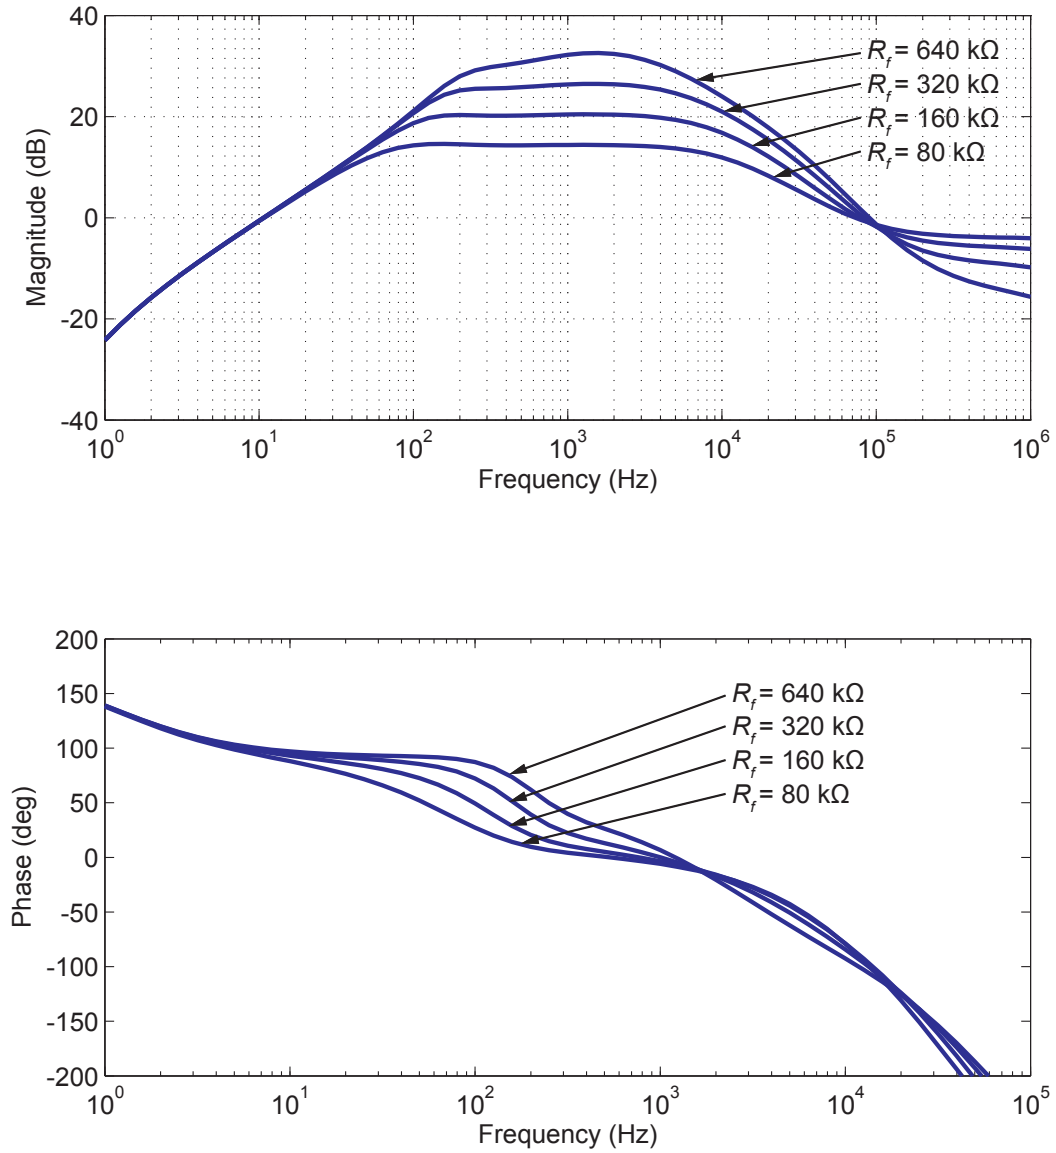 40
20
0
-20
-40
Magnitude (dB)
R_f = 640 kΩ
R_f = 320 kΩ
R_f = 160 kΩ
R_f = 80 kΩ
10^0 10^1 10^2 10^3 10^4 10^5 10^6
Frequency (Hz)
200
150
100
50
0
-50
-100
-150
-200
Phase (deg)
R_f = 640 kΩ
R_f = 320 kΩ
R_f = 160 kΩ
R_f = 80 kΩ
10^0 10^1 10^2 10^3 10^4 10^5
Frequency (Hz)